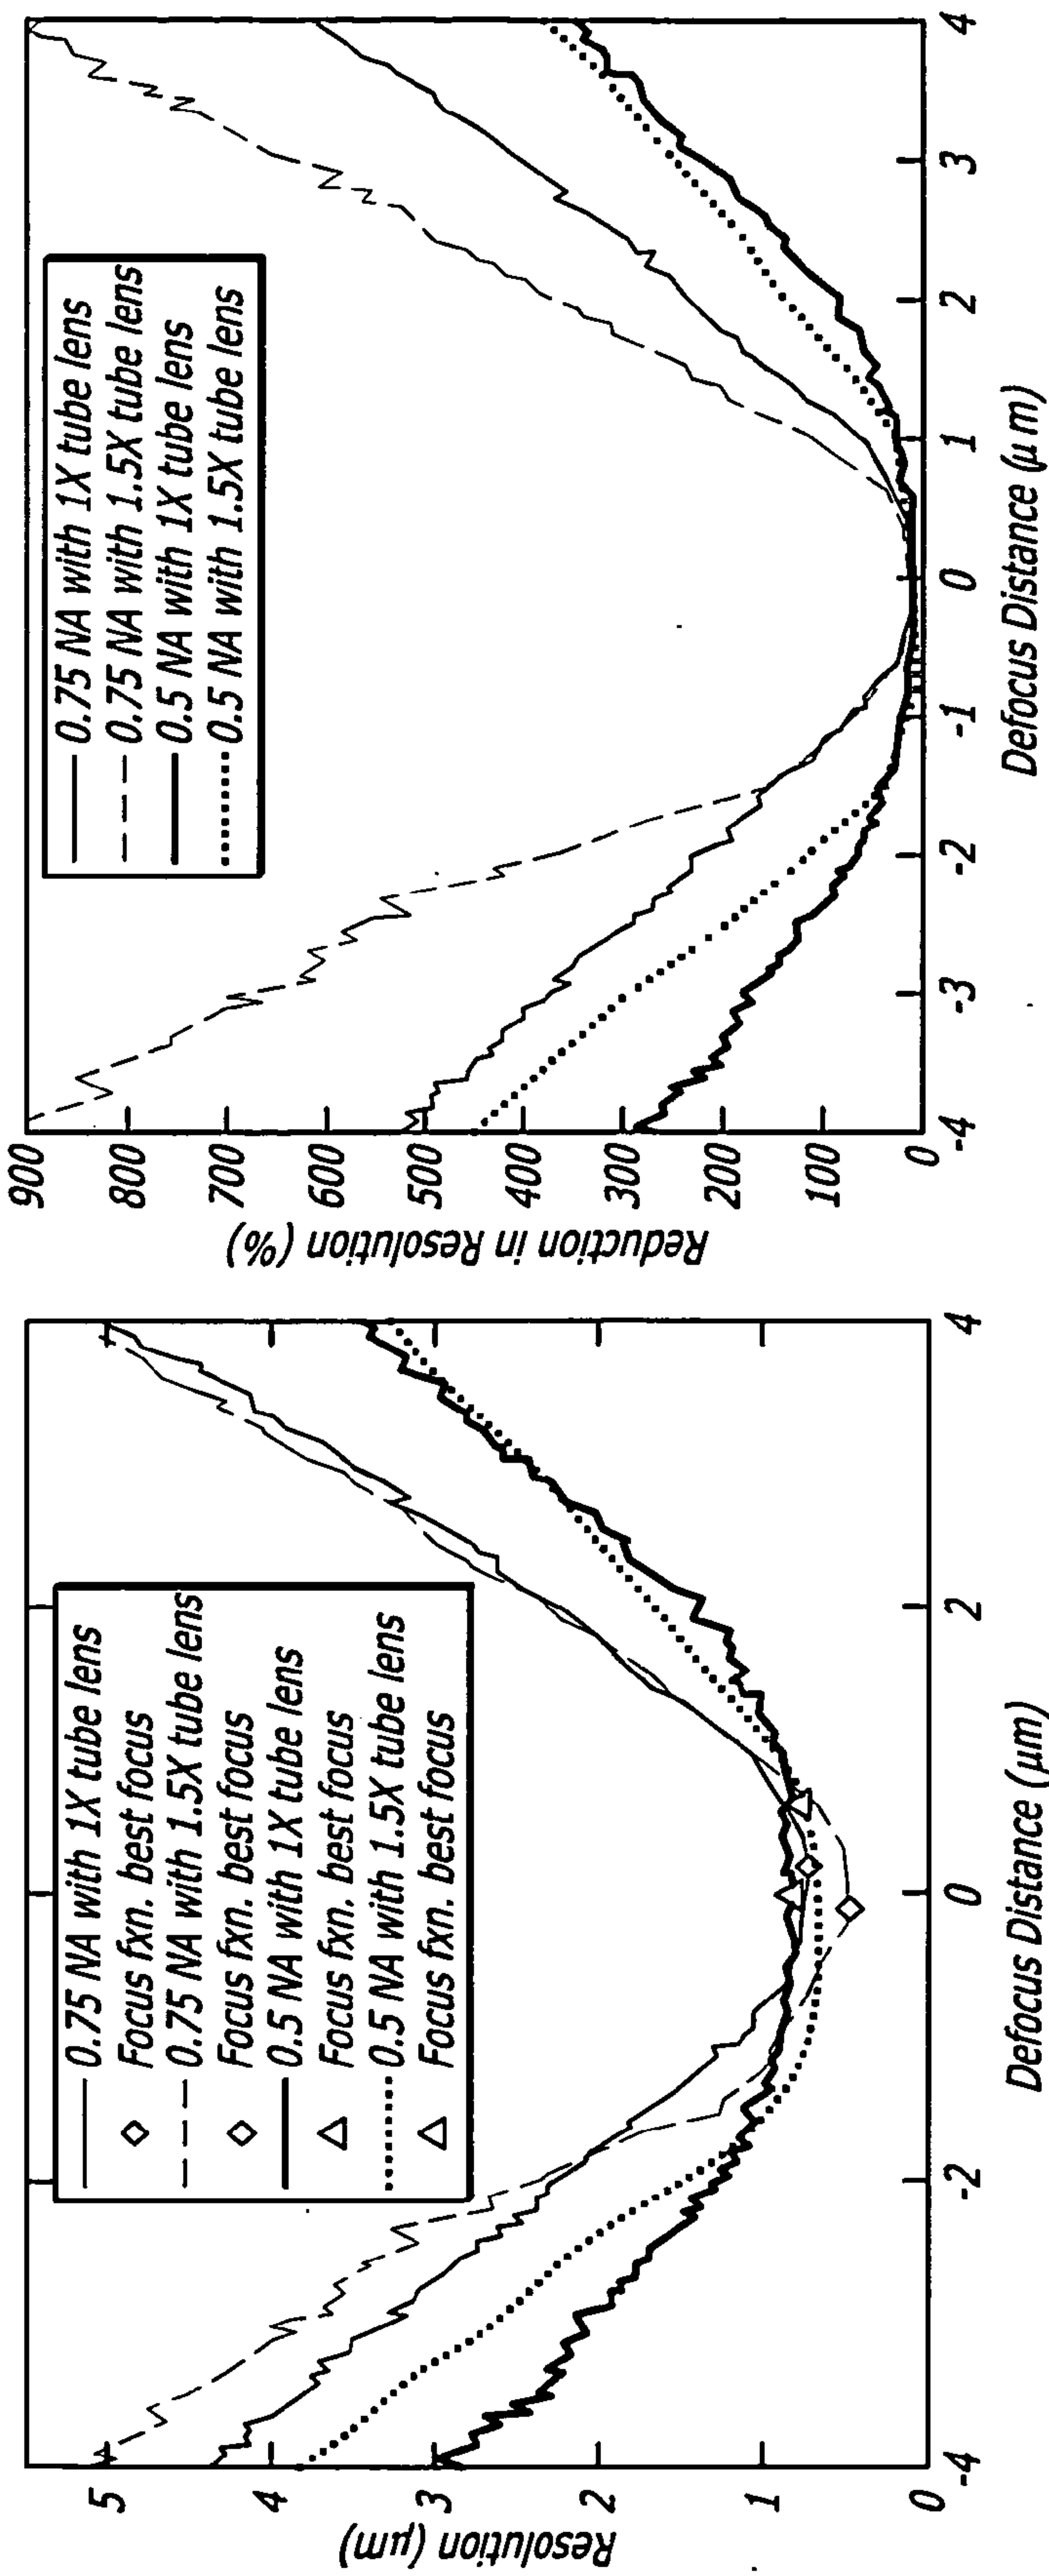 Resolution (μm)
5
4
3
2
1
0
-4
-2
0
2
4
Defocus Distance (μm)
0.75 NA with 1X tube lens
Focus fxn. best focus
0.75 NA with 1.5X tube lens
Focus fxn. best focus
0.5 NA with 1X tube lens
Focus fxn. best focus
0.5 NA with 1.5X tube lens
Focus fxn. best focus
Reduction in Resolution (%)
900
800
700
600
500
400
300
200
100
0
-4
-3
-2
-1
0
1
2
3
4
Defocus Distance (μ m)
0.75 NA with 1X tube lens
0.75 NA with 1.5X tube lens
0.5 NA with 1X tube lens
0.5 NA with 1.5X tube lens